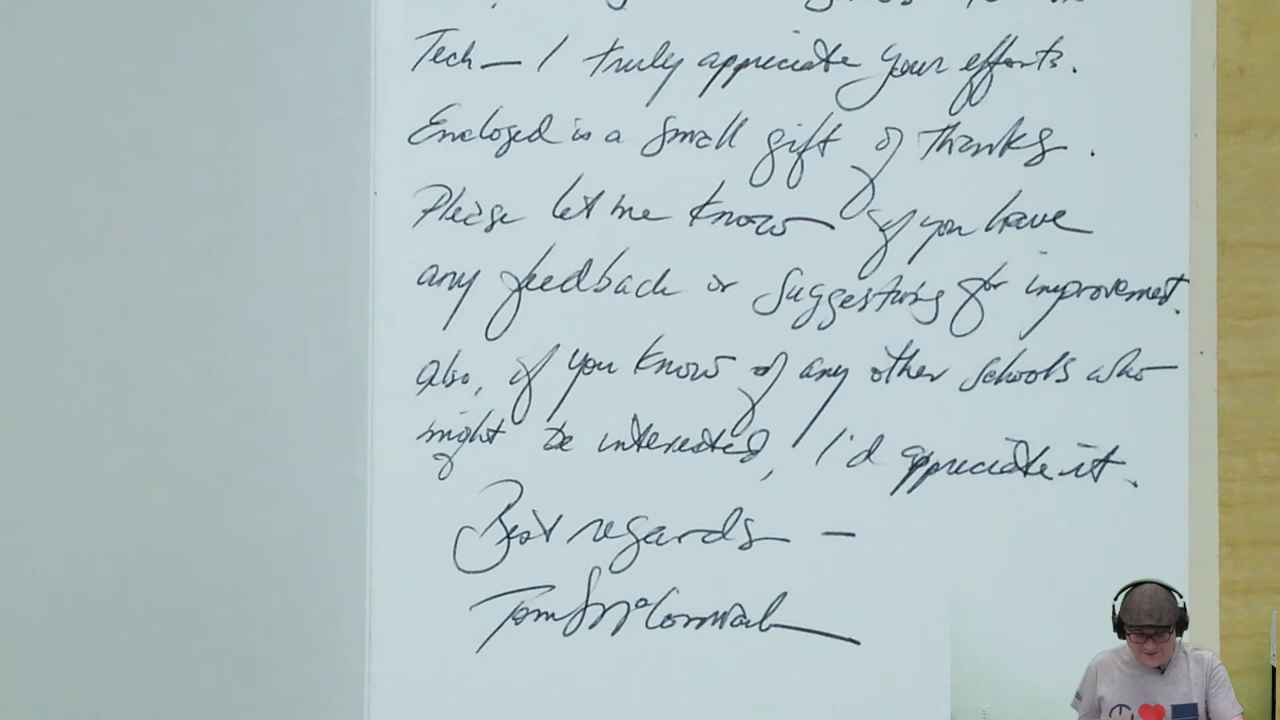 Tech — I truly appreciate your efforts.
Enclosed is a small gift of thanks.
Please let me know if you have
any feedback or suggestions for improvement.
Also, if you know of any other schools who
might be interested, I'd appreciate it.
Best regards —
Tom McCormack